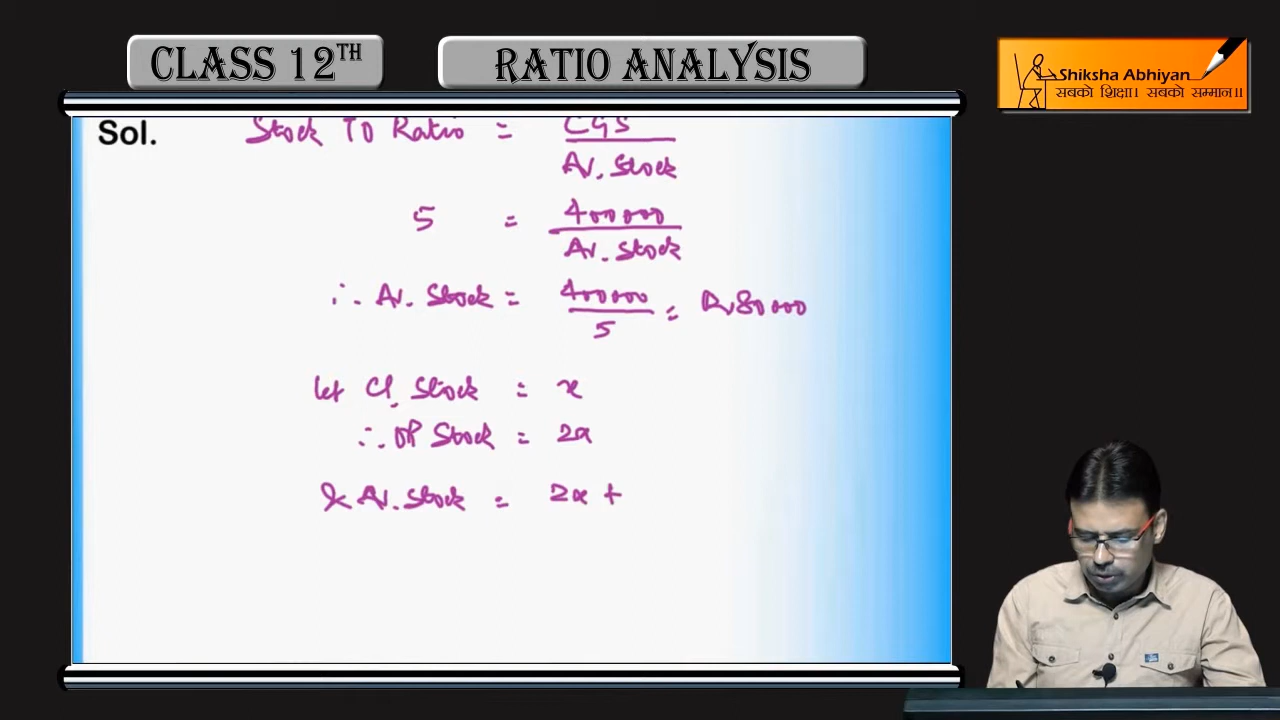 CLASS 12TH
RATIO ANALYSIS
Shiksha Abhiyan
सबको शिक्षा। सबको सम्मान।।
Sol.
Stock TO Ratio = CGS
Av. Stock
5 = 400000
Av. Stock
∴ Av. Stock = 400000 = Rs 80000
5
let Cl. Stock = x
∴ OP Stock = 2x
& Av. Stock = 2x +